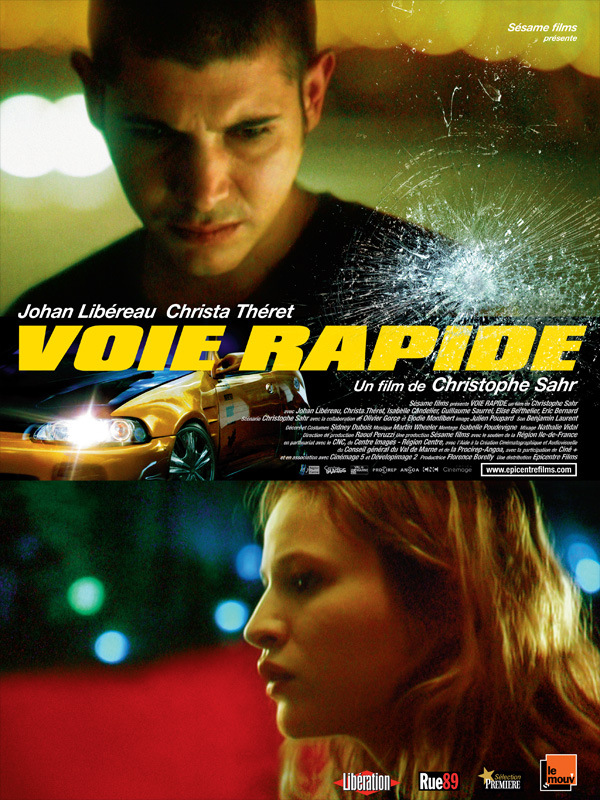 Sésame films
présente
Johan Libéreau Christa Théret
VOIE RAPIDE
Un film de Christophe Sahr
Sésame films présente VOIE RAPIDE un film de Christophe Sahr
avec Johan Libéreau, Christa Théret, Isabelle Candelier, Guillaume Saurrel, Elise Berthelier, Eric Bernard
Scénario Christophe Sahr avec la collaboration de Olivier Gorce et Elodie Monlibert Image Julien Poupard Son Benjamin Laurent
Décors et Costumes Sidney Dubois Musique Martin Wheeler Montage Isabelle Poudevigne Mixage Nathalie Vidal
Direction de production Raoul Peruzzi Une production Sésame films avec le soutien de la Région Ile-de-France
en partenariat avec le CNC, de Centre Images - Région Centre, avec l'aide à la Création Cinématographique et Audiovisuelle
du Conseil général du Val de Marne et de la Procirep-Angoa, avec la participation de Ciné +
et en association avec Cinémage 5 et Dévelopimage 2 Productrice Florence Borelly Une distribution Epicentre Films
PROCIREP ANGOA CNC Cinémage
www.epicentrefilms.com
Libération
Rue89
Sélection
PREMIERE
le
mouv'